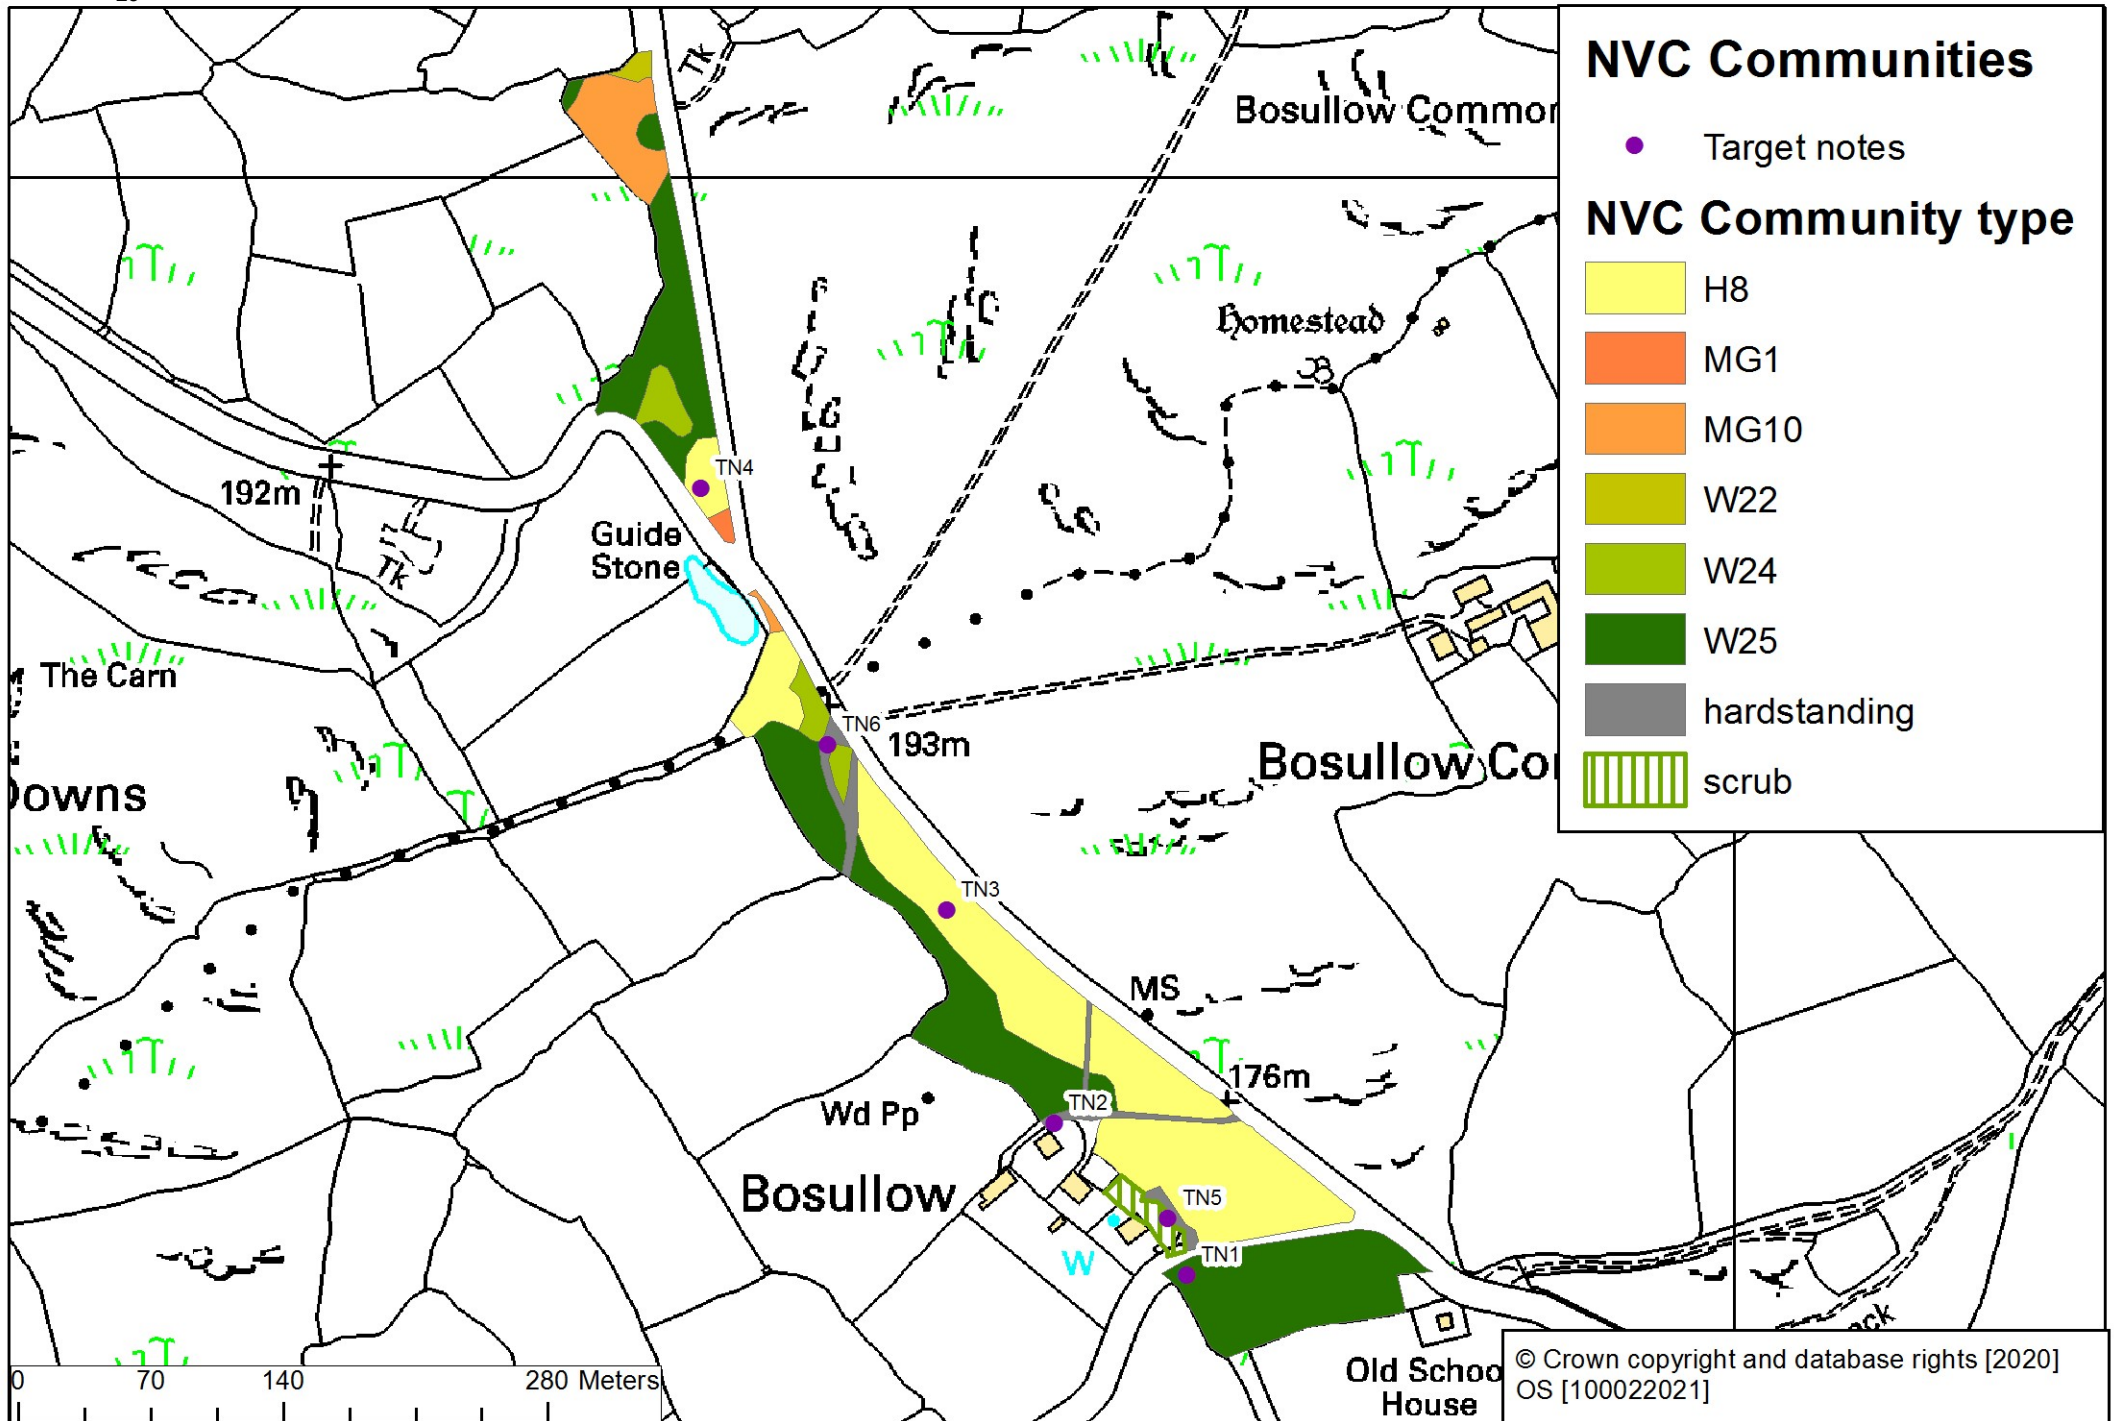 Tk
Bosullow Common
Homestead
192m
Tk
Guide
Stone
TN4
The Carn
TN6
193m
Bosullow Co
Downs
TN3
MS
176m
TN2
Wd Pp
Bosullow
TN5
TN1
W
Old Schoo
House
ack
0 70 140 280 Meters
NVC Communities
Target notes
NVC Community type
H8
MG1
MG10
W22
W24
W25
hardstanding
scrub
© Crown copyright and database rights [2020]
OS [100022021]